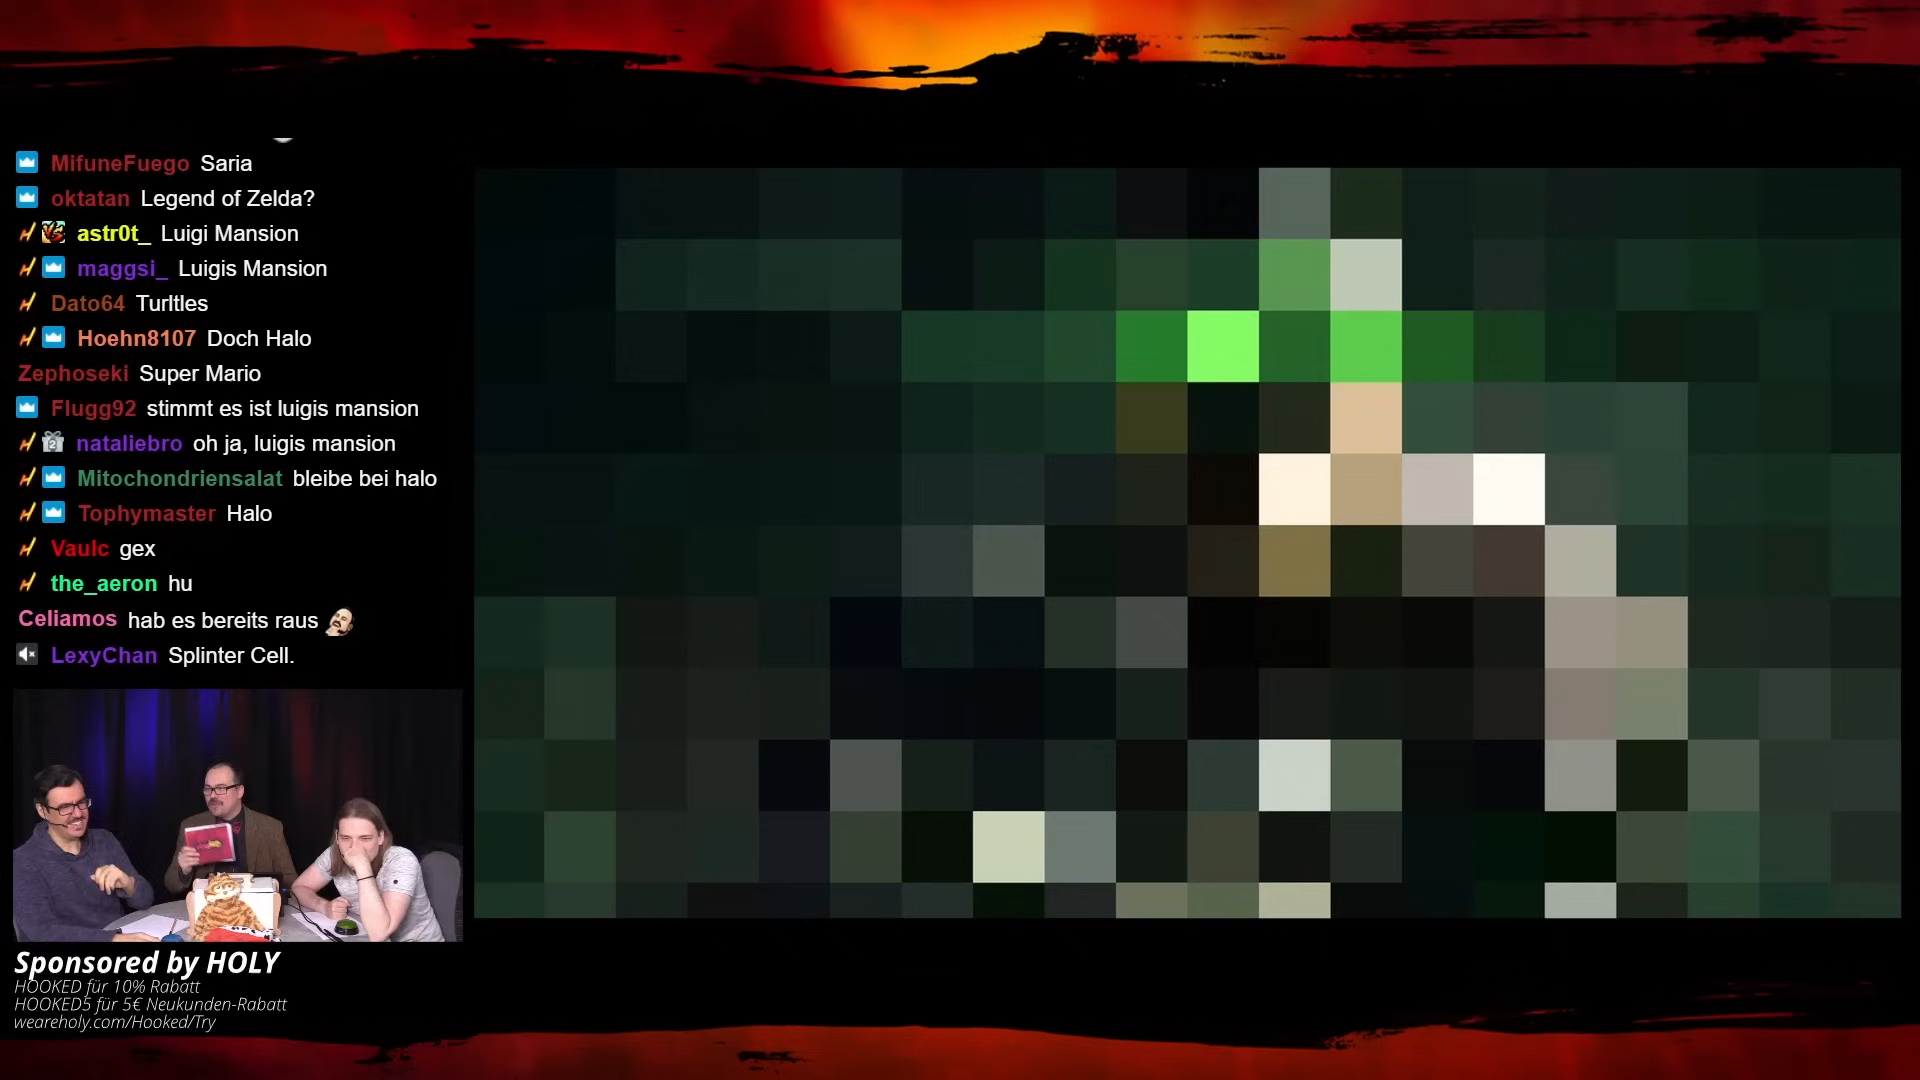 MifuneFuego Saria
oktatan Legend of Zelda?
astr0t_ Luigi Mansion
maggsi_ Luigis Mansion
Dato64 Turltles
Hoehn8107 Doch Halo
Zephoseki Super Mario
Flugg92 stimmt es ist luigis mansion
nataliebro oh ja, luigis mansion
Mitochondriensalat bleibe bei halo
Tophymaster Halo
Vaulc gex
the_aeron hu
Celiamos hab es bereits raus
LexyChan Splinter Cell.
Sponsored by HOLY
HOOKED für 10% Rabatt
HOOKED5 für 5€ Neukunden-Rabatt
weareholy.com/Hooked/Try